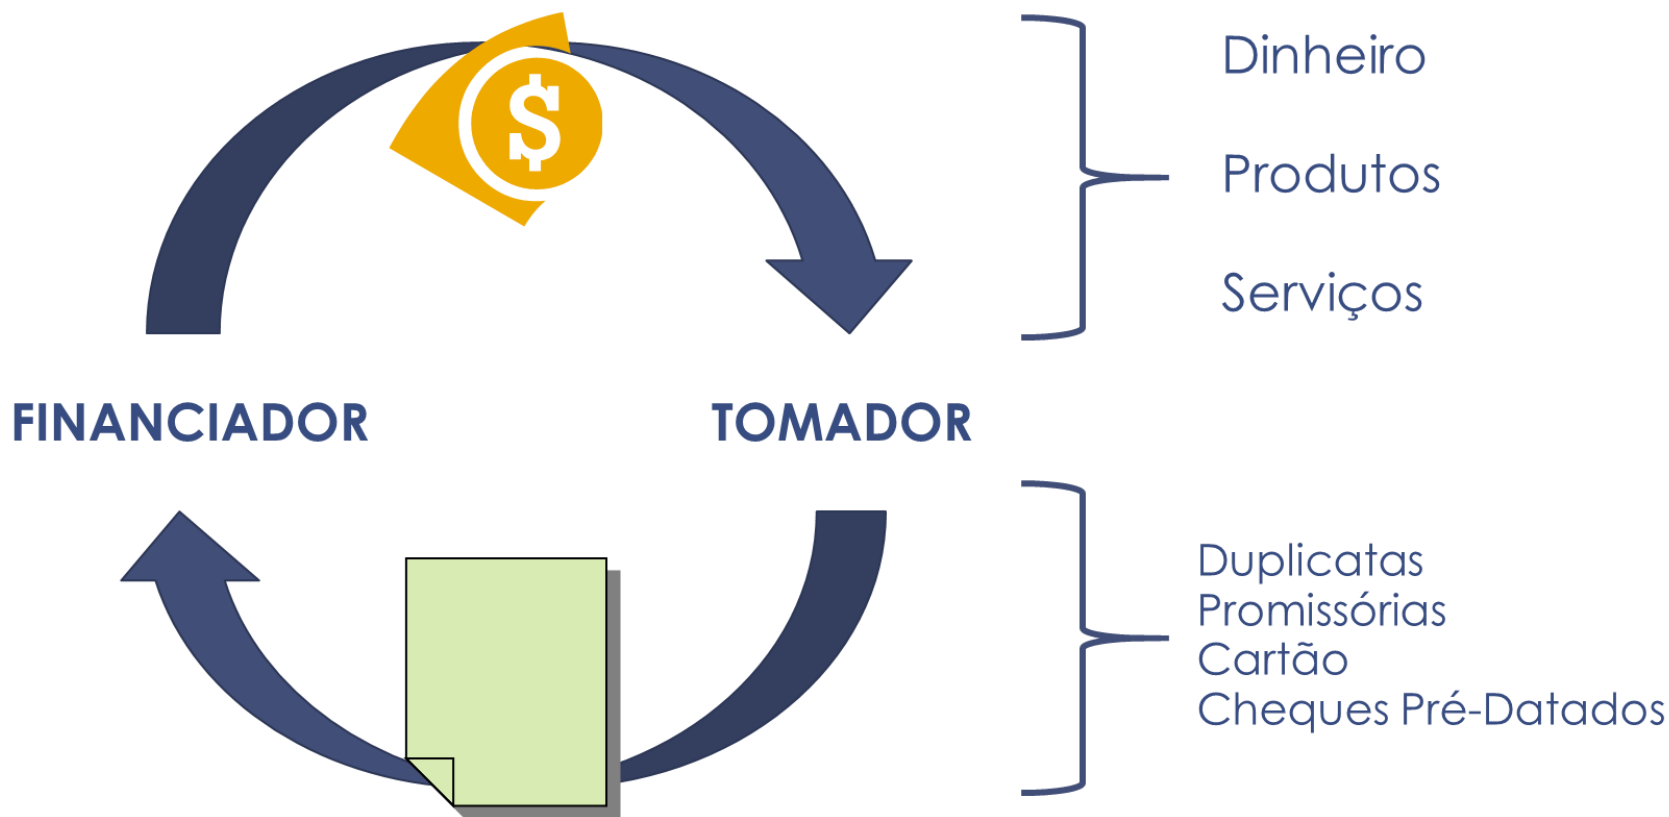 $
Dinheiro
Produtos
Serviços
FINANCIADOR
TOMADOR
Duplicatas
Promissórias
Cartão
Cheques Pré-Datados